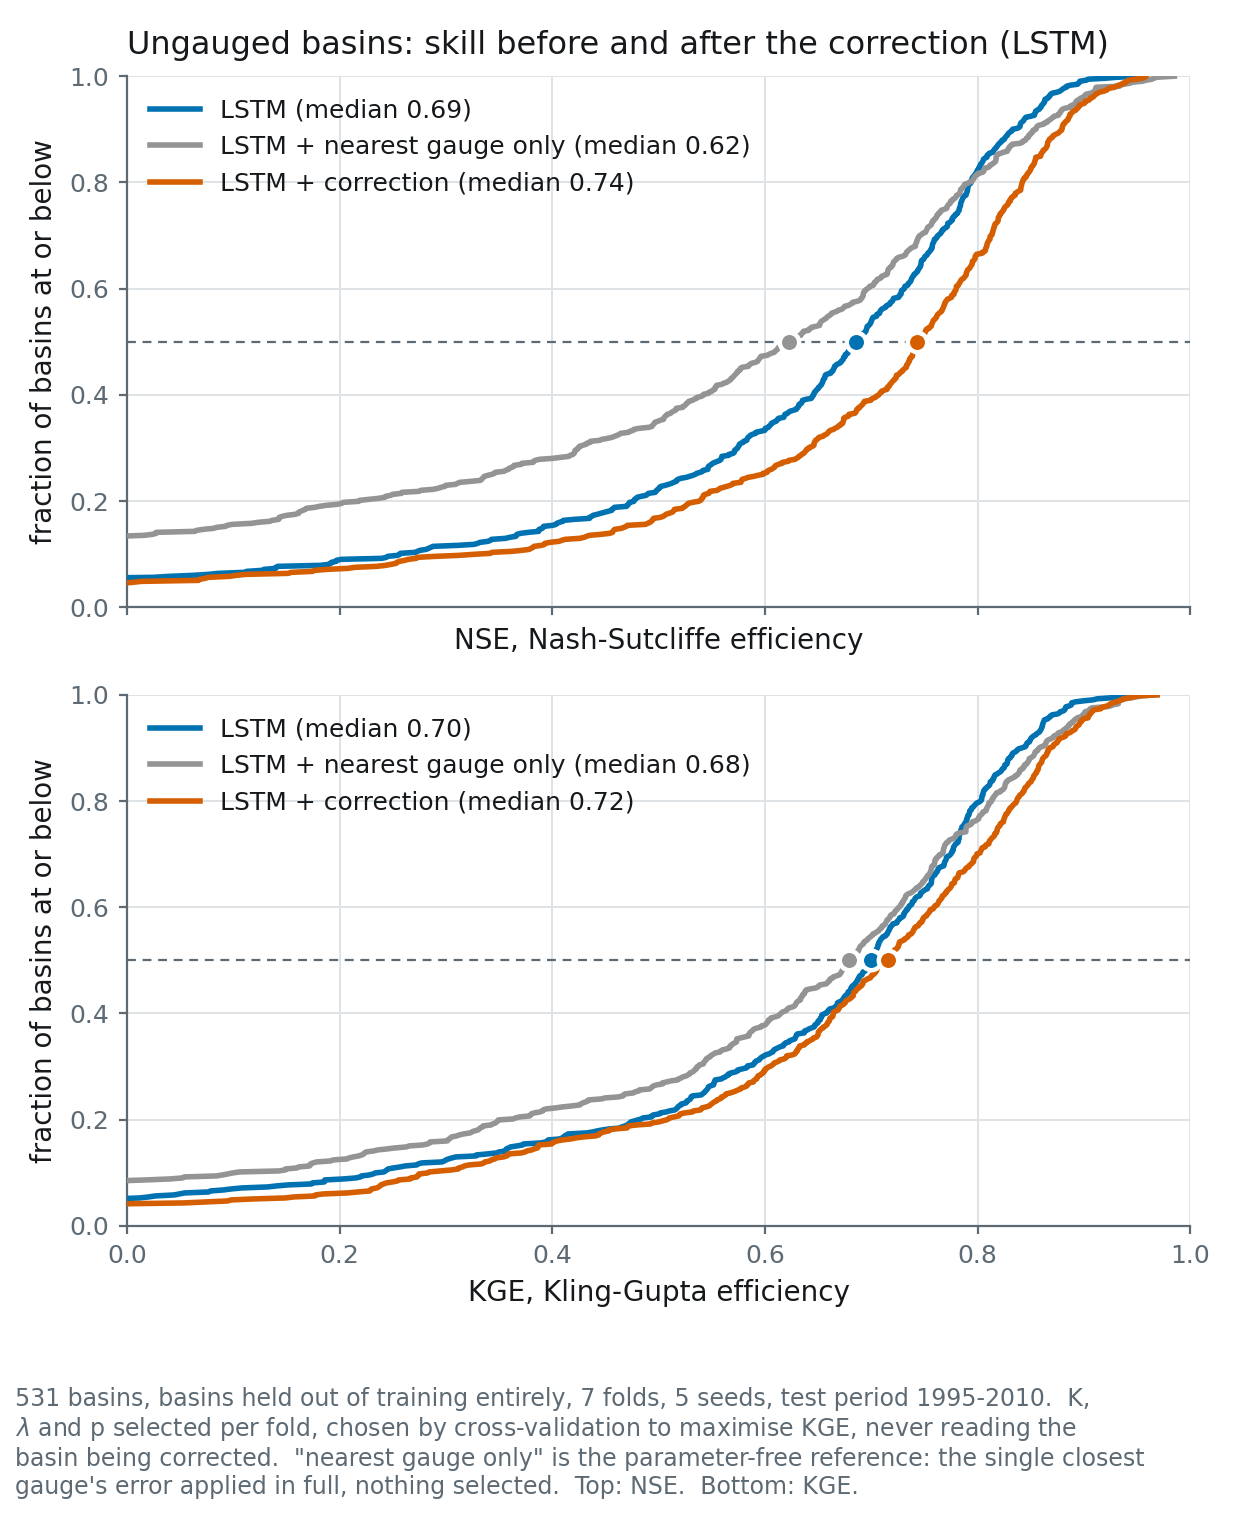 Ungauged basins: skill before and after the correction (LSTM)
1.0
0.8
0.6
0.4
0.2
0.0
fraction of basins at or below
LSTM (median 0.69)
LSTM + nearest gauge only (median 0.62)
LSTM + correction (median 0.74)
NSE, Nash-Sutcliffe efficiency
1.0
0.8
0.6
0.4
0.2
0.0
fraction of basins at or below
LSTM (median 0.70)
LSTM + nearest gauge only (median 0.68)
LSTM + correction (median 0.72)
0.0 0.2 0.4 0.6 0.8 1.0
KGE, Kling-Gupta efficiency
531 basins, basins held out of training entirely, 7 folds, 5 seeds, test period 1995-2010.  K,
λ and p selected per fold, chosen by cross-validation to maximise KGE, never reading the
basin being corrected.  "nearest gauge only" is the parameter-free reference: the single closest
gauge's error applied in full, nothing selected.  Top: NSE.  Bottom: KGE.